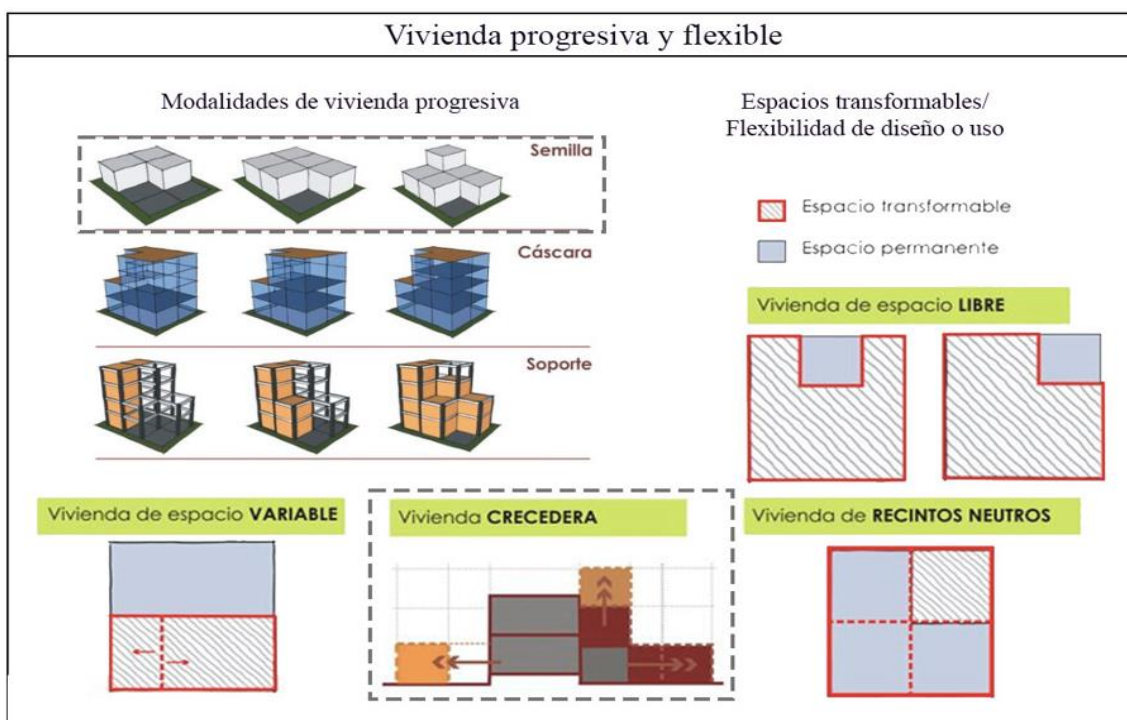 Vivienda progresiva y flexible
Modalidades de vivienda progresiva
Semilla
Cáscara
Soporte
Espacios transformables/
Flexibilidad de diseño o uso
Espacio transformable
Espacio permanente
Vivienda de espacio LIBRE
Vivienda de espacio VARIABLE
Vivienda CRECEDERA
Vivienda de RECINTOS NEUTROS